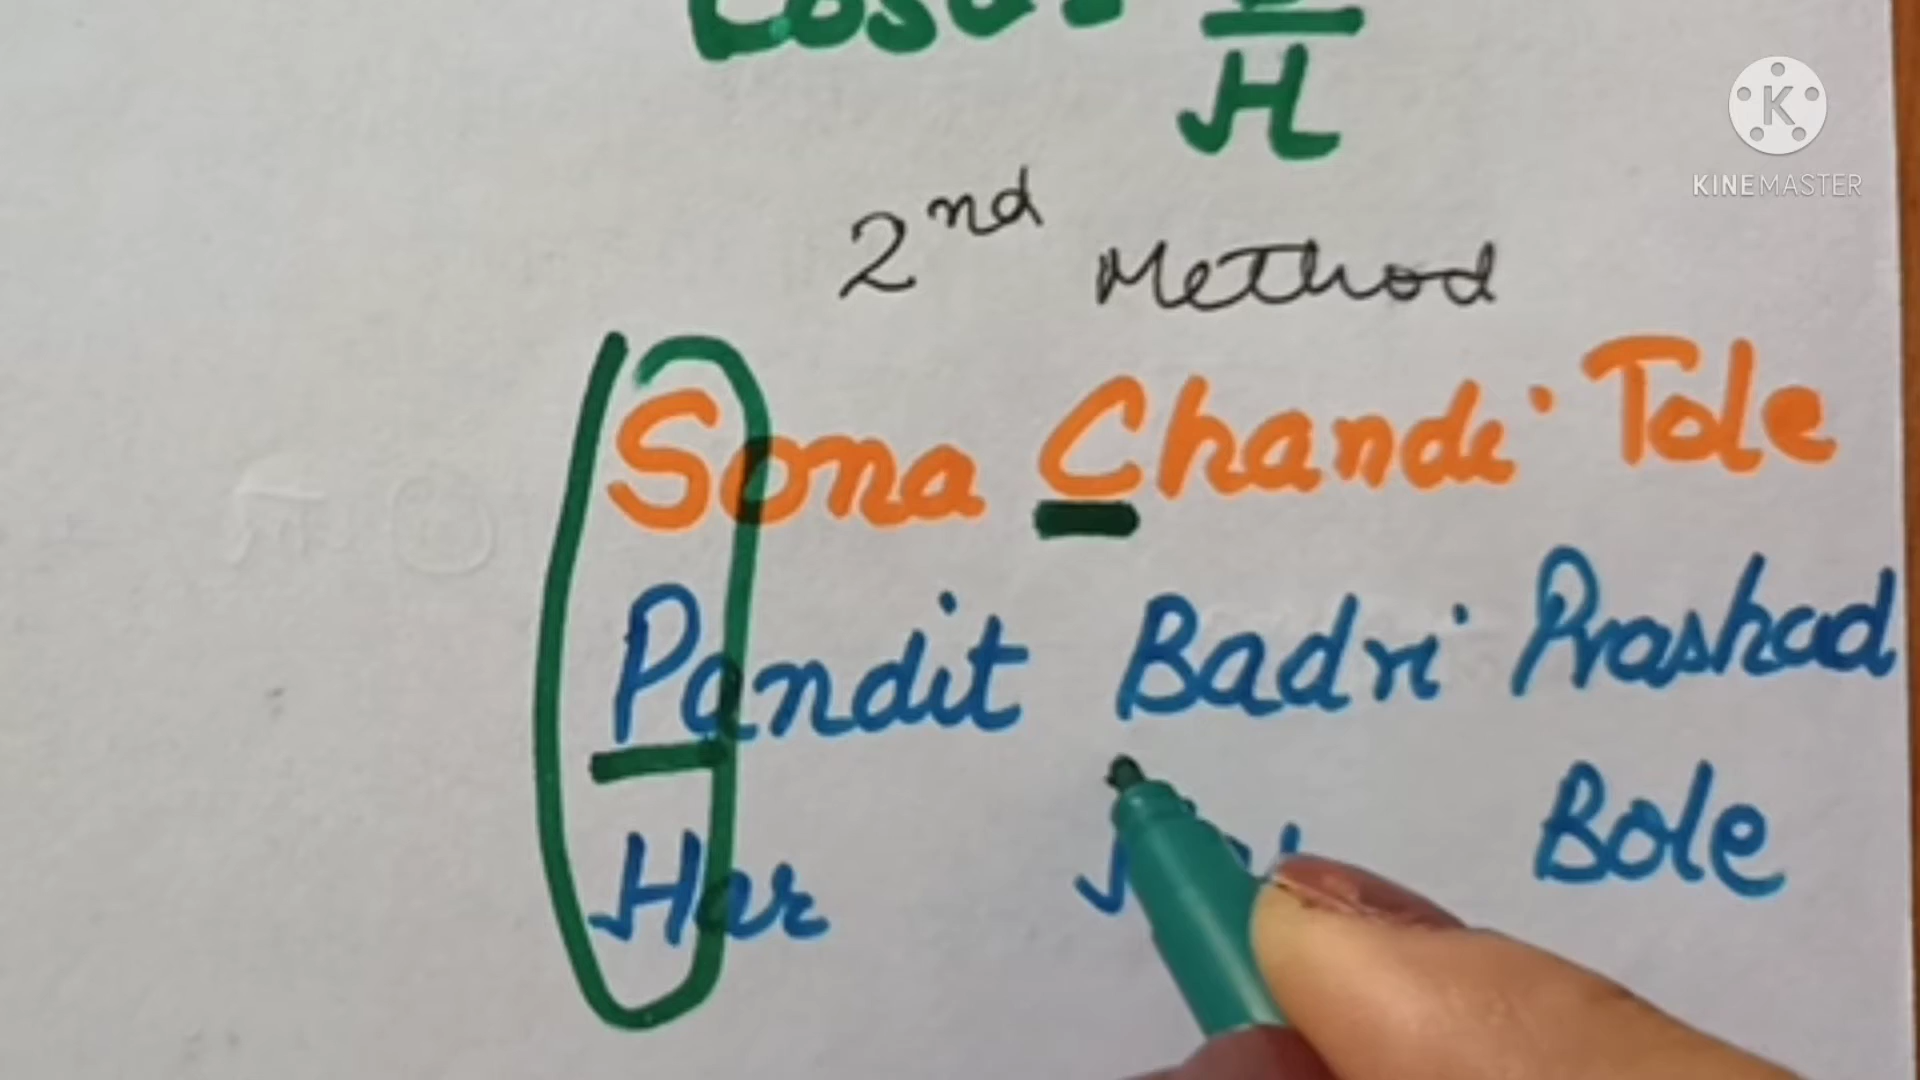 H
2nd Method
Sona Chandi Tole
Pandit Badri Prashad
Har Bole
KINEMASTER